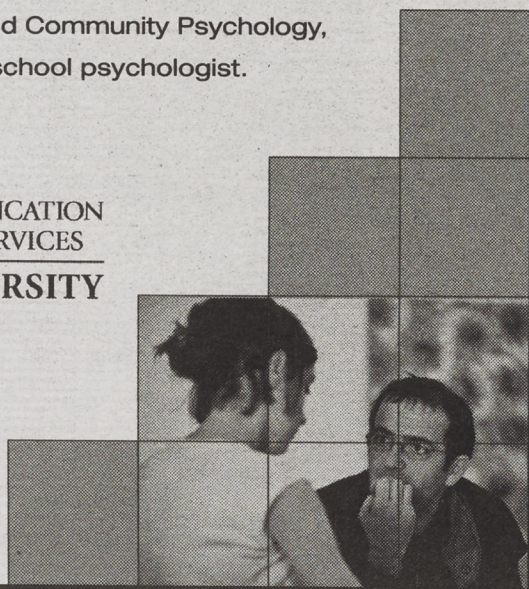 d Community Psychology,
school psychologist.
ICATION
RVICES
RSITY